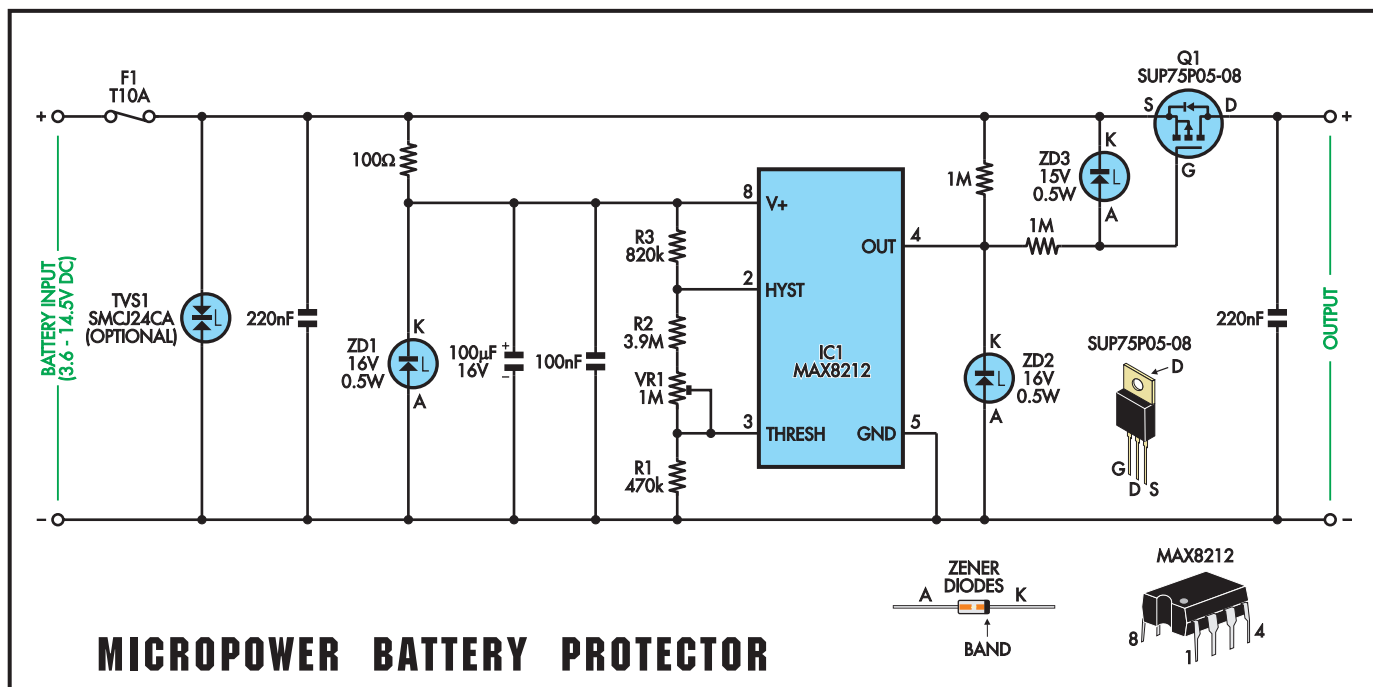 F1
T10A
Q1
SUP75P05-08
+
S
D
+
100Ω
K
ZD3
15V
0.5W
A
G
1M
1M
8
V+
R3
820k
OUT
4
2
HYST
BATTERY INPUT
(3.6 – 14.5V DC)
TVS1
SMCJ24CA
(OPTIONAL)
L
220nF
K
ZD1
16V
0.5W
L
A
100µF
16V
+
–
100nF
R2
3.9M
VR1
1M
IC1
MAX8212
K
ZD2
16V
0.5W
L
A
L
SUP75P05-08
D
G
D
S
220nF
OUTPUT
3
THRESH
GND
5
R1
470k
–
–
ZENER
DIODES
A
K
BAND
MAX8212
8
1
4
MICROPOWER BATTERY PROTECTOR